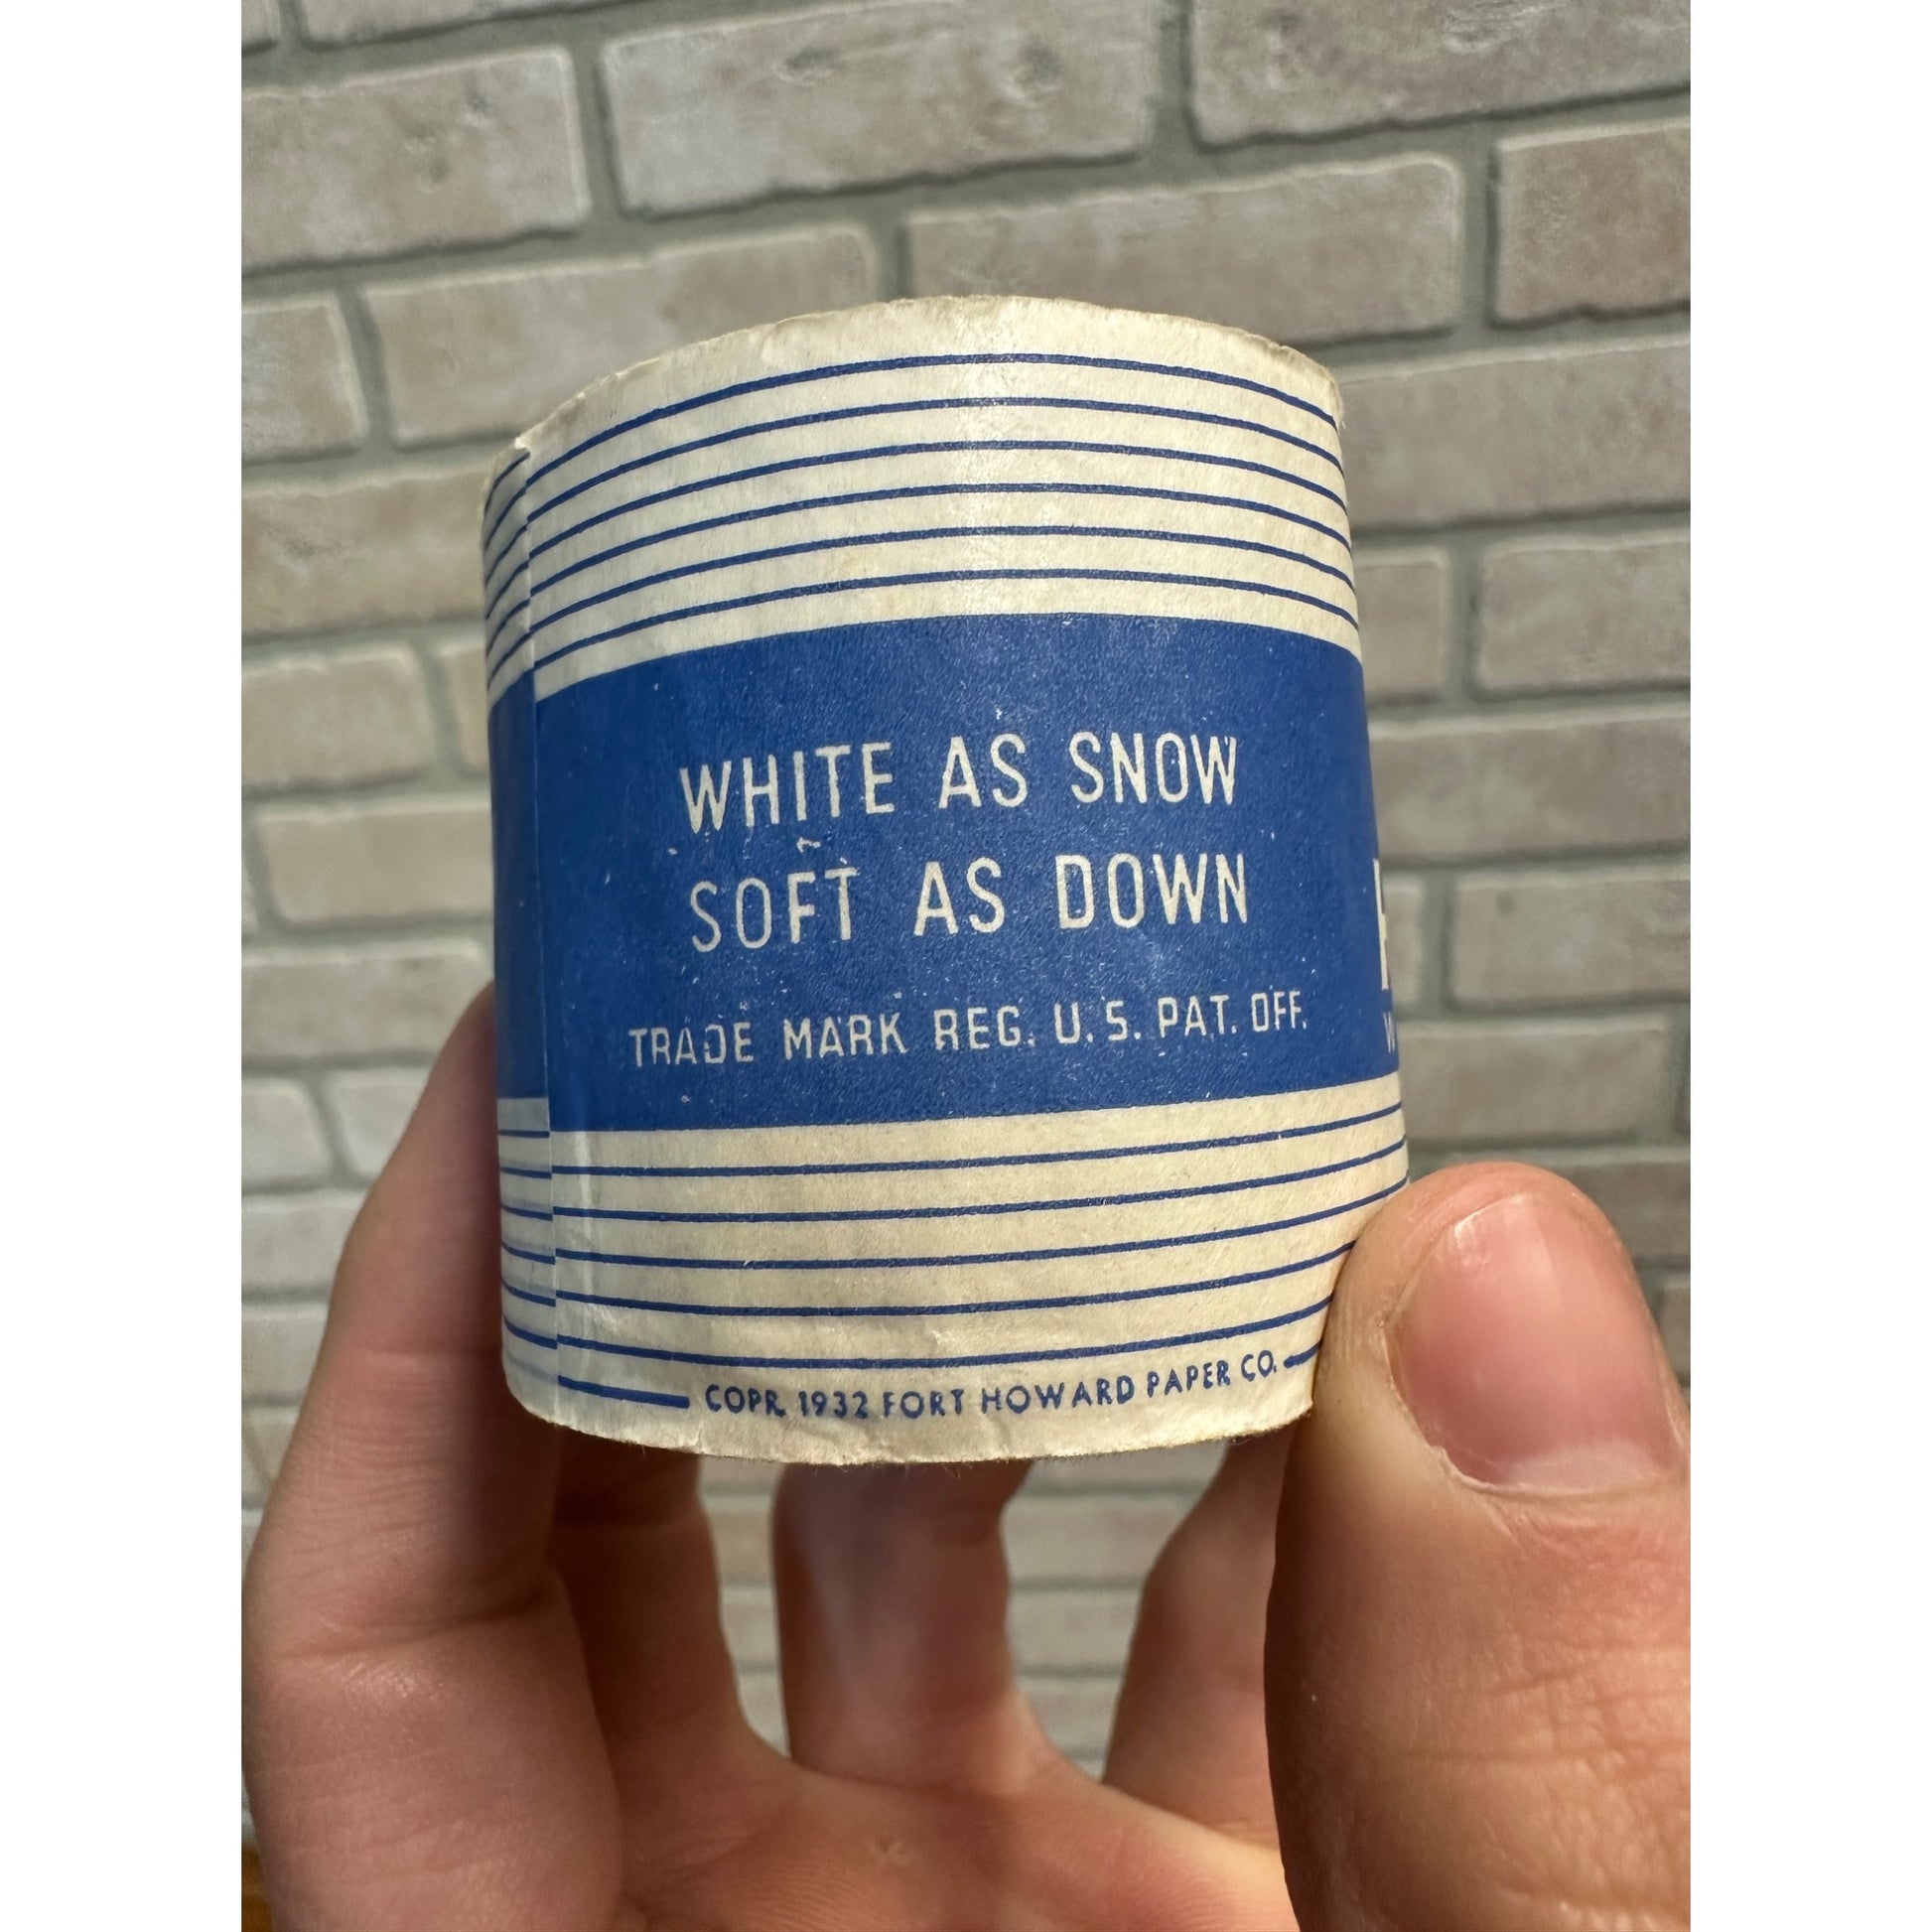 WHITE AS SNOW
SOFT AS DOWN
TRADE MARK REG. U.S. PAT. OFF.
COPR. 1932 FORT HOWARD PAPER CO.